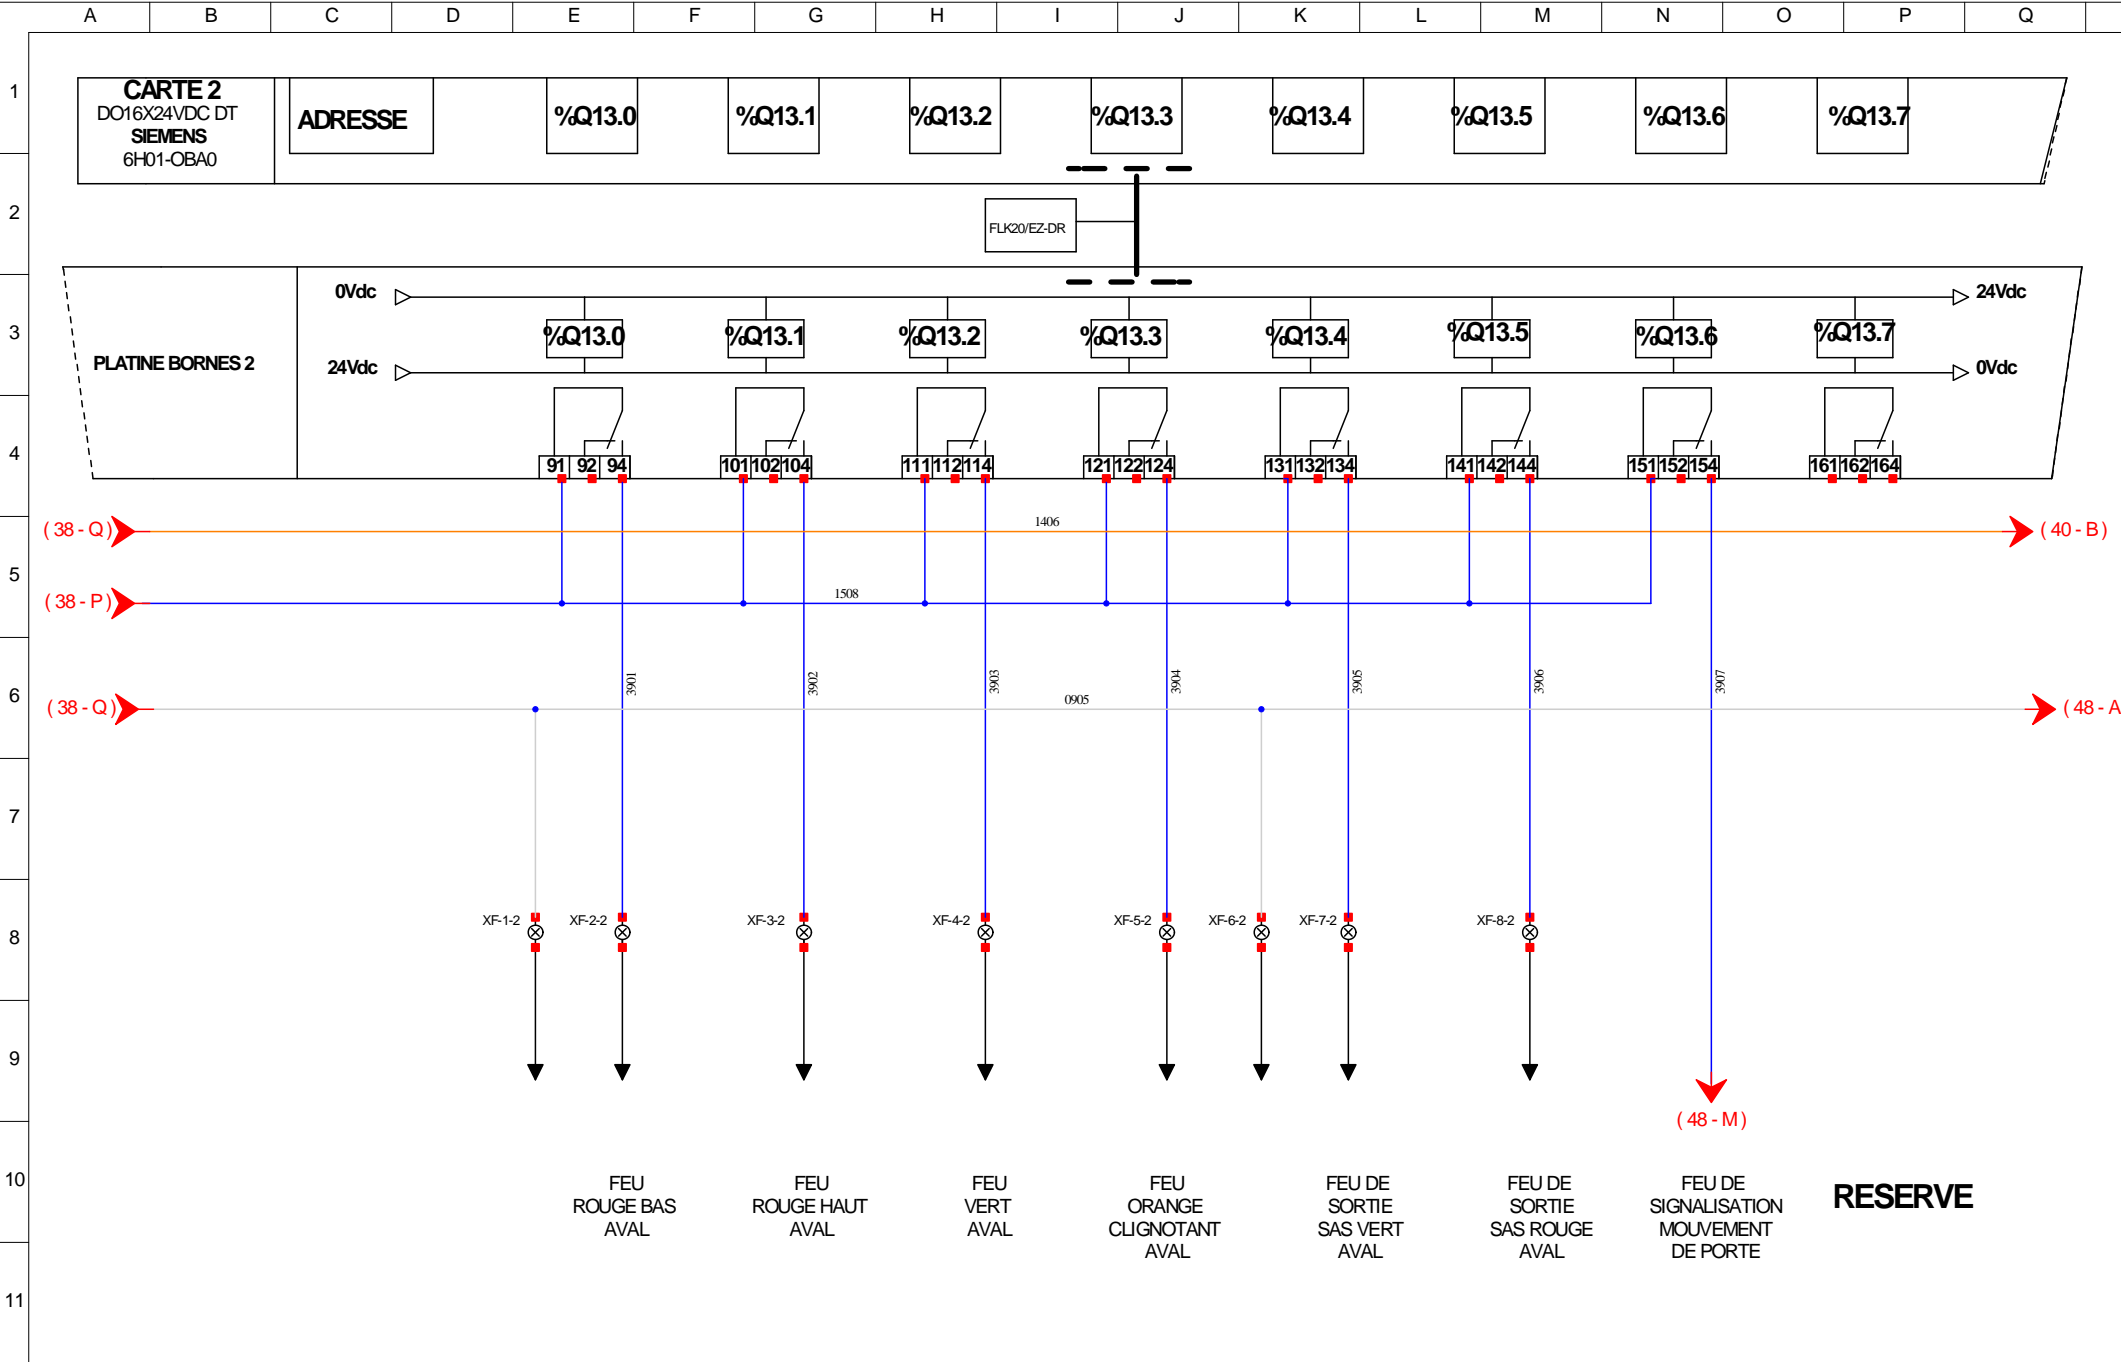 A B C D E F G H I J K L M N O P Q
1
CARTE 2
DO16X24VDC DT
SIEMENS
6H01-OBA0
ADRESSE
%Q13.0 %Q13.1 %Q13.2 %Q13.3 %Q13.4 %Q13.5 %Q13.6 %Q13.7
2
FLK20/EZ-DR
0Vdc 24Vdc
3
%Q13.0 %Q13.1 %Q13.2 %Q13.3 %Q13.4 %Q13.5 %Q13.6 %Q13.7
PLATINE BORNES 2
24Vdc 0Vdc
4
91 92 94 101 102 104 111 112 114 121 122 124 131 132 134 141 142 144 151 152 154 161 162 164
(38-Q) 1406 (40-B)
5
(38-P) 1508
3901 3902 3903 3904 3905 3906 3907
6
(38-Q) 0905 (48-A
7
8
XF-1-2 XF-2-2 XF-3-2 XF-4-2 XF-5-2 XF-6-2 XF-7-2 XF-8-2
9
(48-M)
10
FEU
ROUGE BAS
AVAL
FEU
ROUGE HAUT
AVAL
FEU
VERT
AVAL
FEU
ORANGE
CLIGNOTANT
AVAL
FEU DE
SORTIE
SAS VERT
AVAL
FEU DE
SORTIE
SAS ROUGE
AVAL
FEU DE
SIGNALISATION
MOUVEMENT
DE PORTE
RESERVE
11